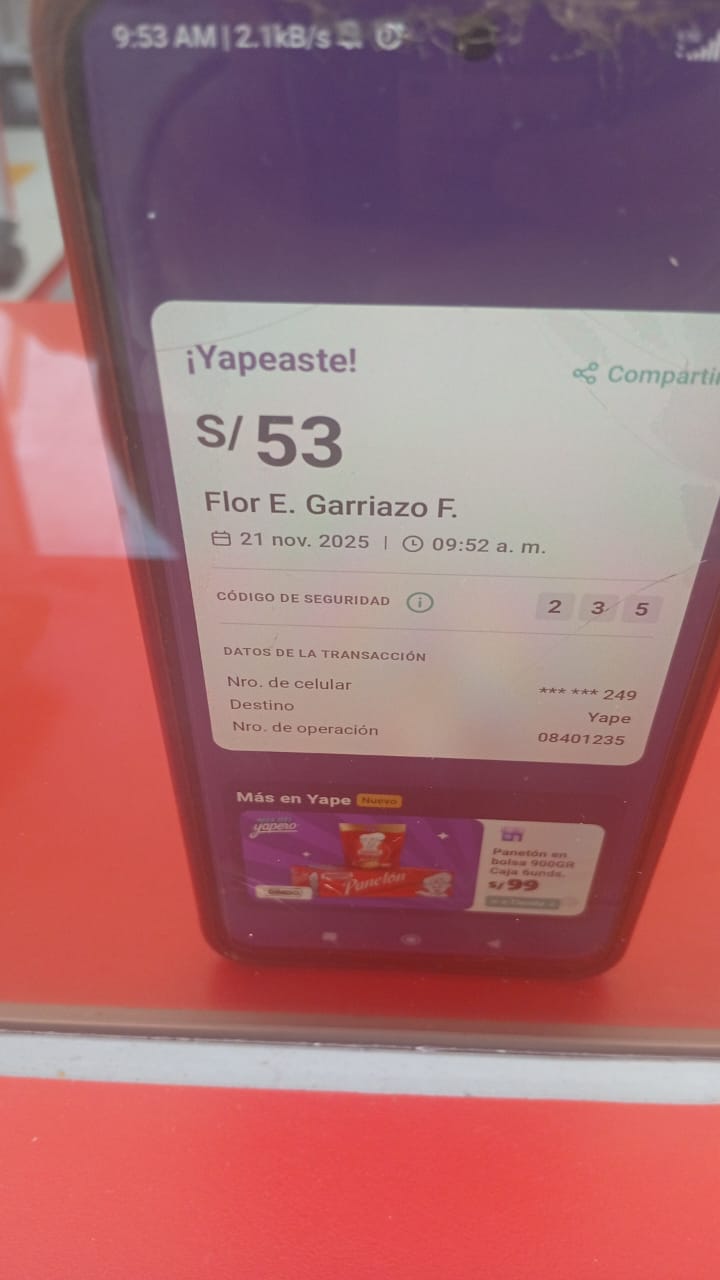 9:53 AM | 2.1kB/s
¡Yapeaste!
Compartir
S/ 53
Flor E. Garriazo F.
21 nov. 2025 | 09:52 a. m.
CÓDIGO DE SEGURIDAD 2 3 5
DATOS DE LA TRANSACCIÓN
Nro. de celular *** *** 249
Destino Yape
Nro. de operación 08401235
Más en Yape Nuevo
yapero
Panetón
Panetón en
bolsa 900GR
Caja 6unds.
S/ 99